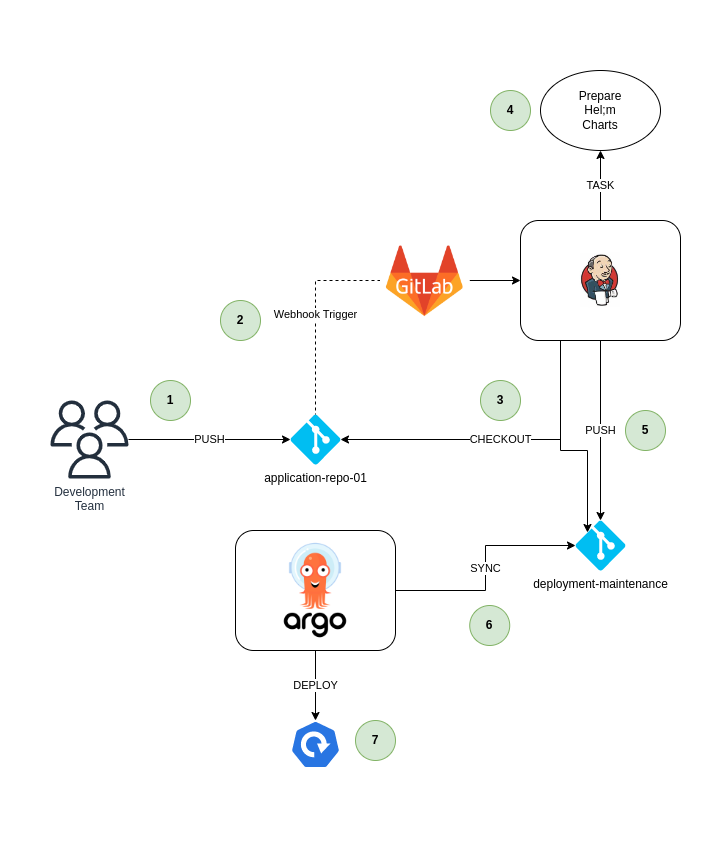 4
Prepare
Hel;m
Charts
TASK
GitLab
2
Webhook Trigger
1
3
PUSH
CHECKOUT
PUSH
5
application-repo-01
Development
Team
argo
SYNC
deployment-maintenance
6
DEPLOY
7